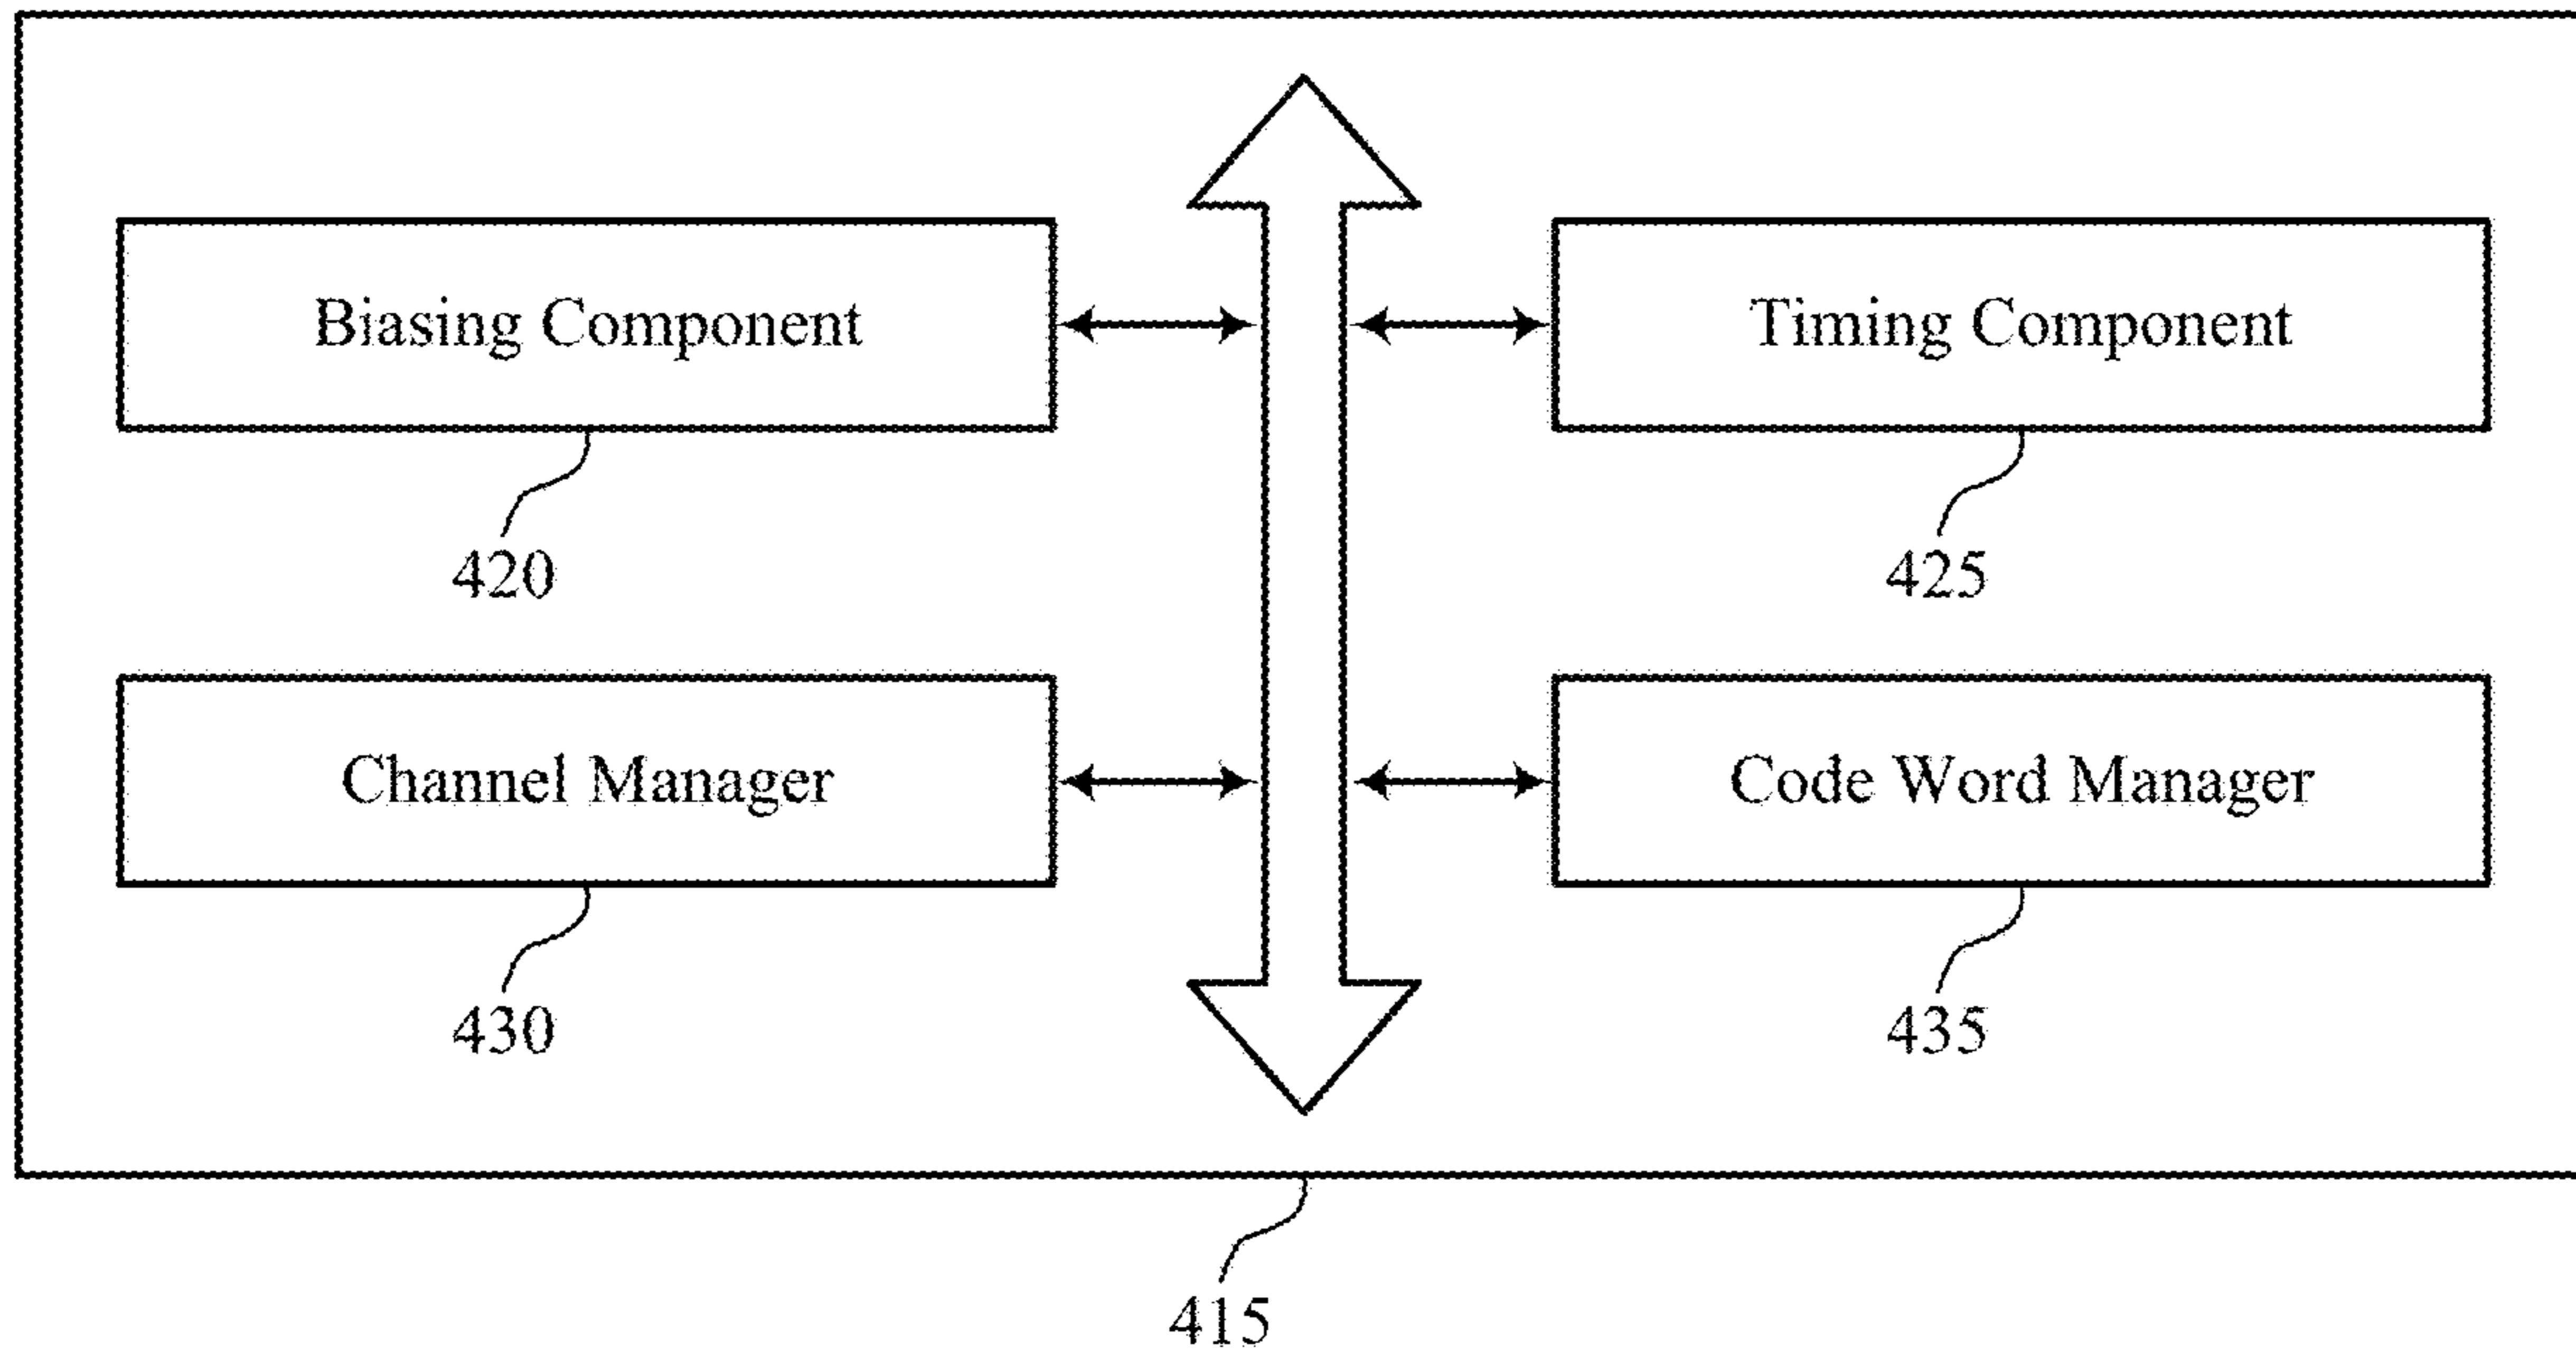 Biasing Component
Timing Component
420
425
Channel Manager
Code Word Manager
430
435
415